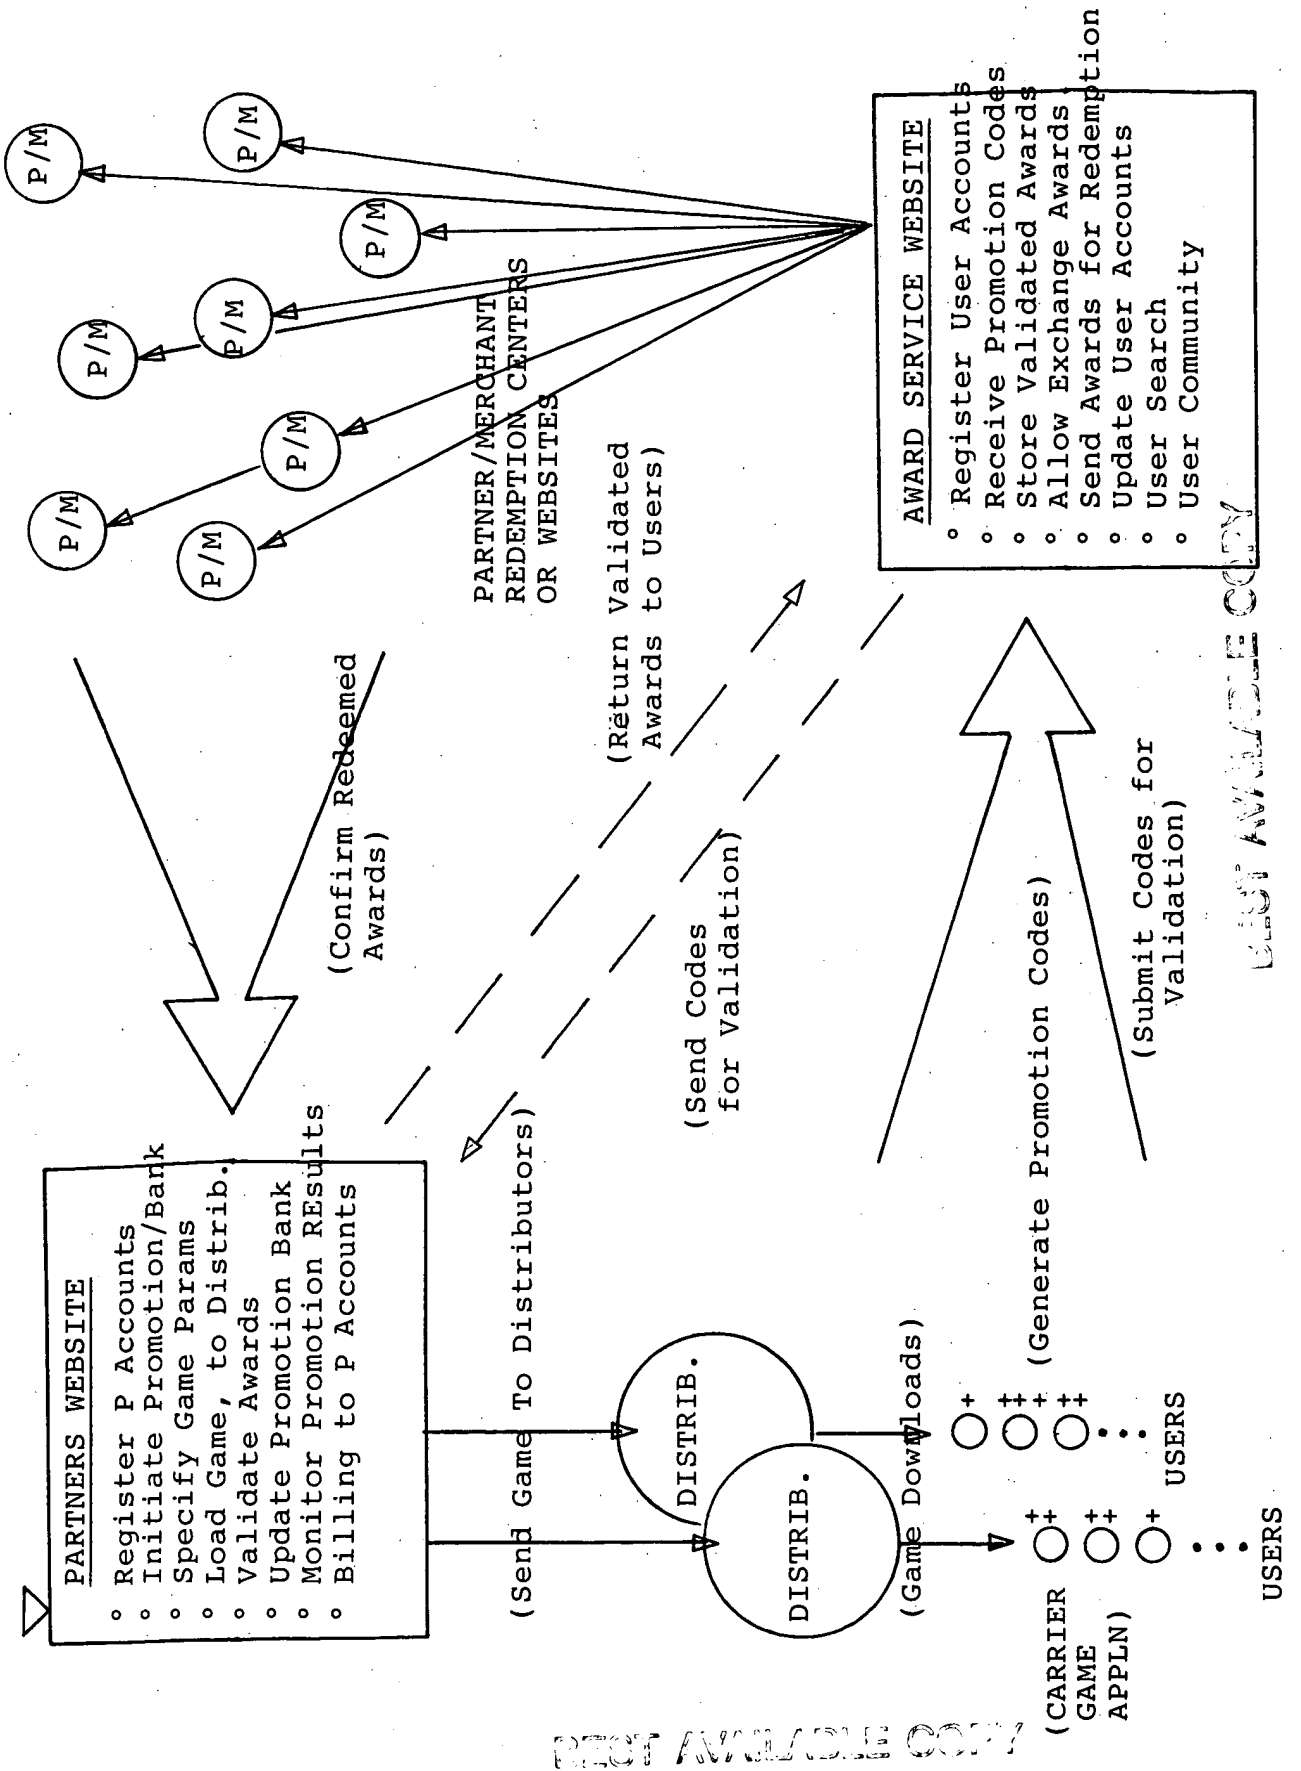 PARTNERS WEBSITE
° Register P Accounts
° Initiate Promotion/Bank
° Specify Game Params
° Load Game, to Distrib.
° Validate Awards
° Update Promotion Bank
° Monitor Promotion REsults
° Billing to P Accounts
(Confirm Redeemed
Awards)
P/M
P/M
P/M
P/M
P/M
P/M
P/M
P/M
PARTNER/MERCHANT
REDEMPTION CENTERS
OR WEBSITES
(Send Game To Distributors)
(Return Validated
Awards to Users)
(Send Codes
for Validation)
DISTRIB.
DISTRIB.
(Game Downloads)
(Generate Promotion Codes)
(Submit Codes for
Validation)
AWARD SERVICE WEBSITE
° Register User Accounts
° Receive Promotion Codes
° Store Validated Awards
° Allow Exchange Awards
° Send Awards for Redemption
° Update User Accounts
° User Search
° User Community
(CARRIER
GAME
APPLN)
USERS
USERS
BEST AVAILABLE COPY
BEST AVAILABLE COPY